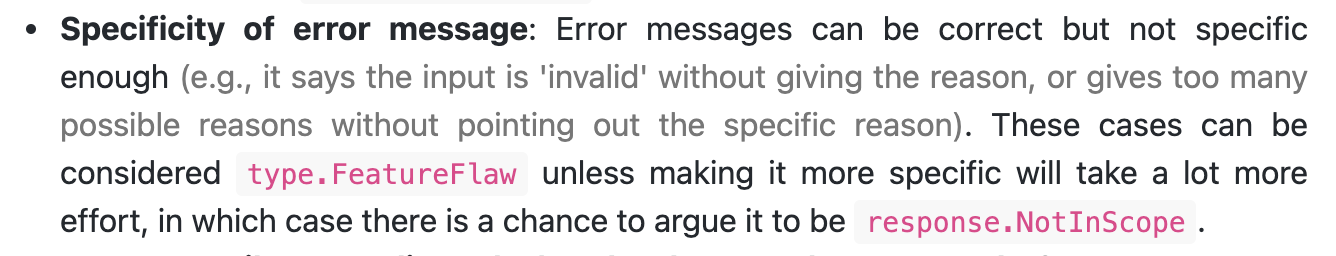 • Specificity of error message: Error messages can be correct but not specific
enough (e.g., it says the input is 'invalid' without giving the reason, or gives too many
possible reasons without pointing out the specific reason). These cases can be
considered type.FeatureFlaw unless making it more specific will take a lot more
effort, in which case there is a chance to argue it to be response.NotInScope.